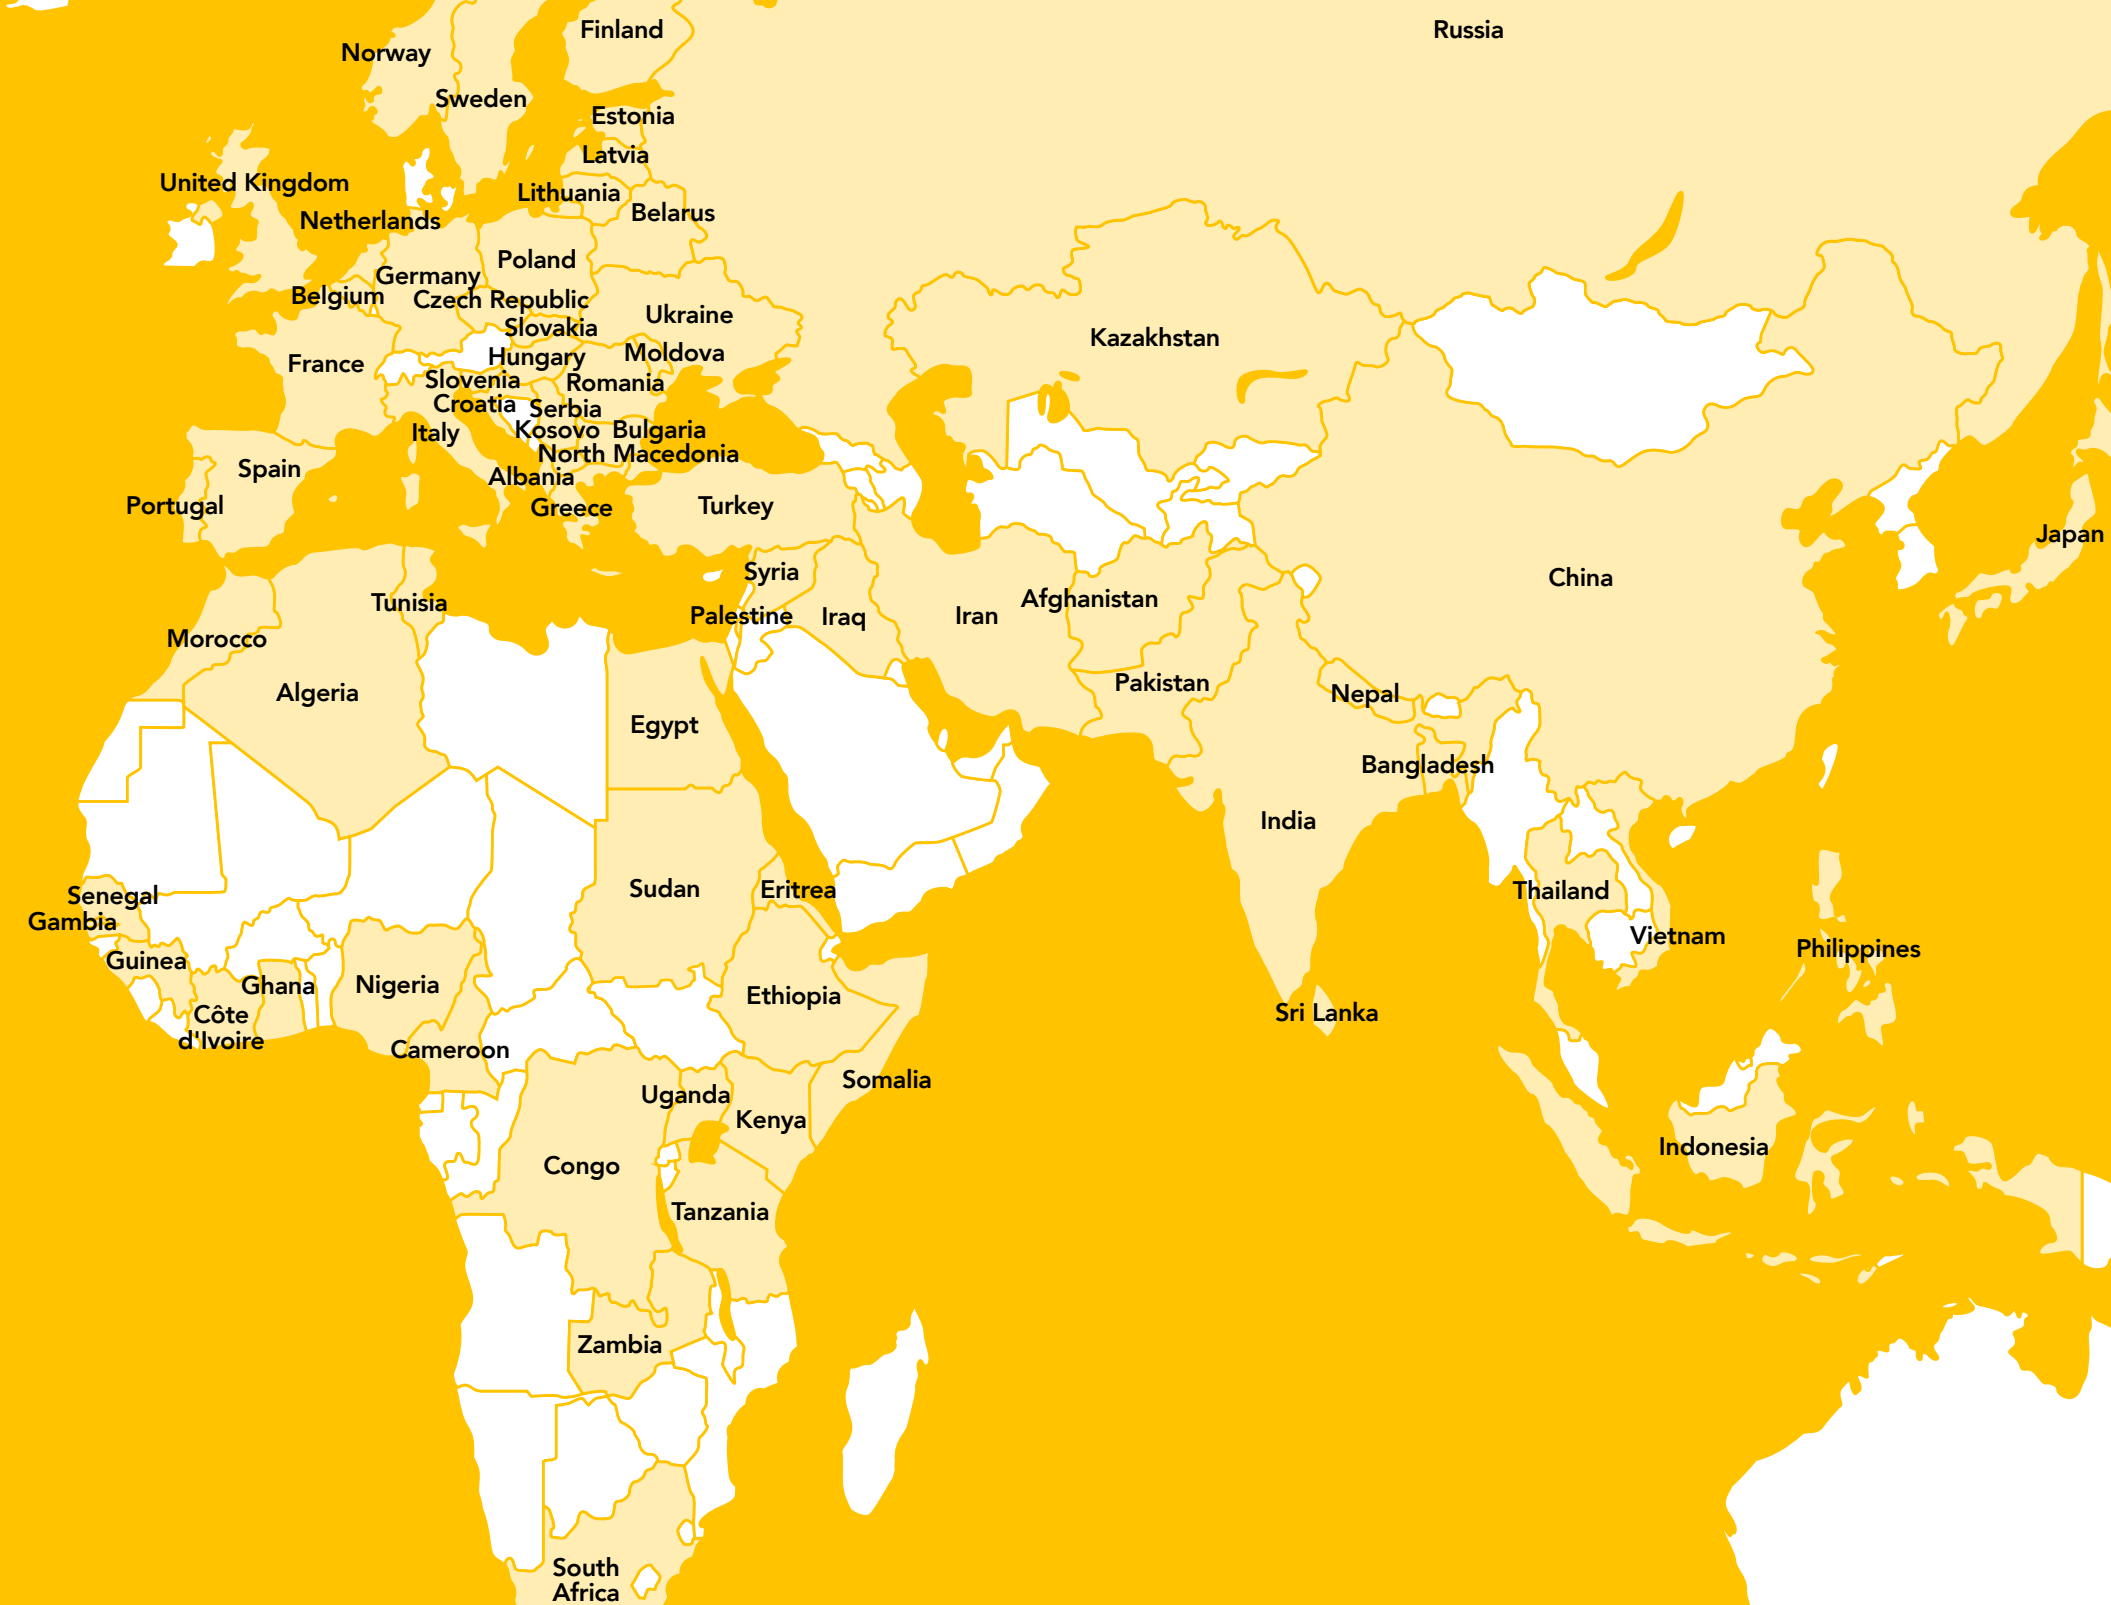 Finland
Russia
Norway
Sweden
Estonia
Latvia
United Kingdom
Lithuania
Netherlands
Belarus
Poland
Germany
Belgium
Czech Republic
Ukraine
Slovakia
Kazakhstan
France
Hungary
Moldova
Slovenia
Romania
Croatia
Serbia
Italy
Kosovo
Bulgaria
North Macedonia
Spain
Albania
Portugal
Greece
Turkey
Japan
Syria
China
Tunisia
Afghanistan
Palestine
Iraq
Iran
Morocco
Algeria
Pakistan
Nepal
Egypt
Bangladesh
India
Sudan
Eritrea
Thailand
Senegal
Gambia
Vietnam
Philippines
Guinea
Ghana
Nigeria
Ethiopia
Côte
d'Ivoire
Sri Lanka
Cameroon
Somalia
Uganda
Kenya
Indonesia
Congo
Tanzania
Zambia
South
Africa